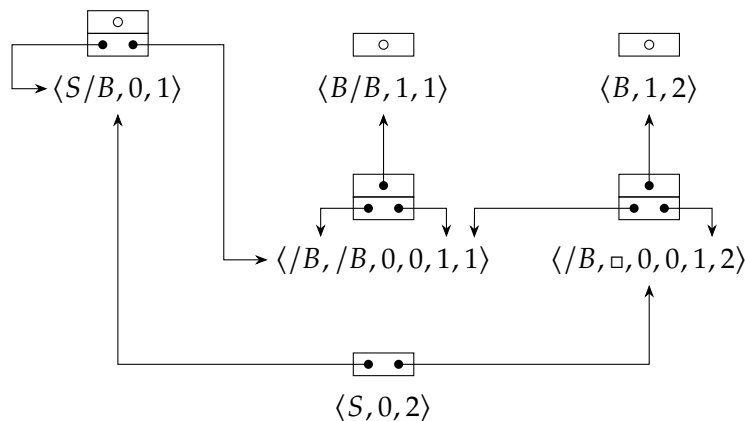 ⟨S/B,0,1⟩ ⟨B/B,1,1⟩ ⟨B,1,2⟩
⟨/B,/B,0,0,1,1⟩ ⟨/B,□,0,0,1,2⟩
⟨S,0,2⟩